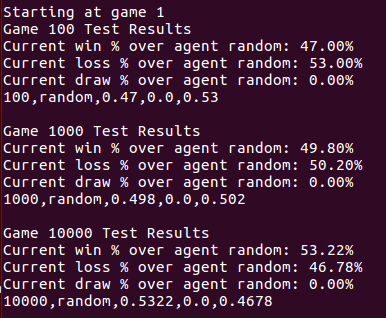 Starting at game 1
Game 100 Test Results
Current win % over agent random: 47.00%
Current loss % over agent random: 53.00%
Current draw % over agent random: 0.00%
100,random,0.47,0.0,0.53
Game 1000 Test Results
Current win % over agent random: 49.80%
Current loss % over agent random: 50.20%
Current draw % over agent random: 0.00%
1000,random,0.498,0.0,0.502
Game 10000 Test Results
Current win % over agent random: 53.22%
Current loss % over agent random: 46.78%
Current draw % over agent random: 0.00%
10000,random,0.5322,0.0,0.4678